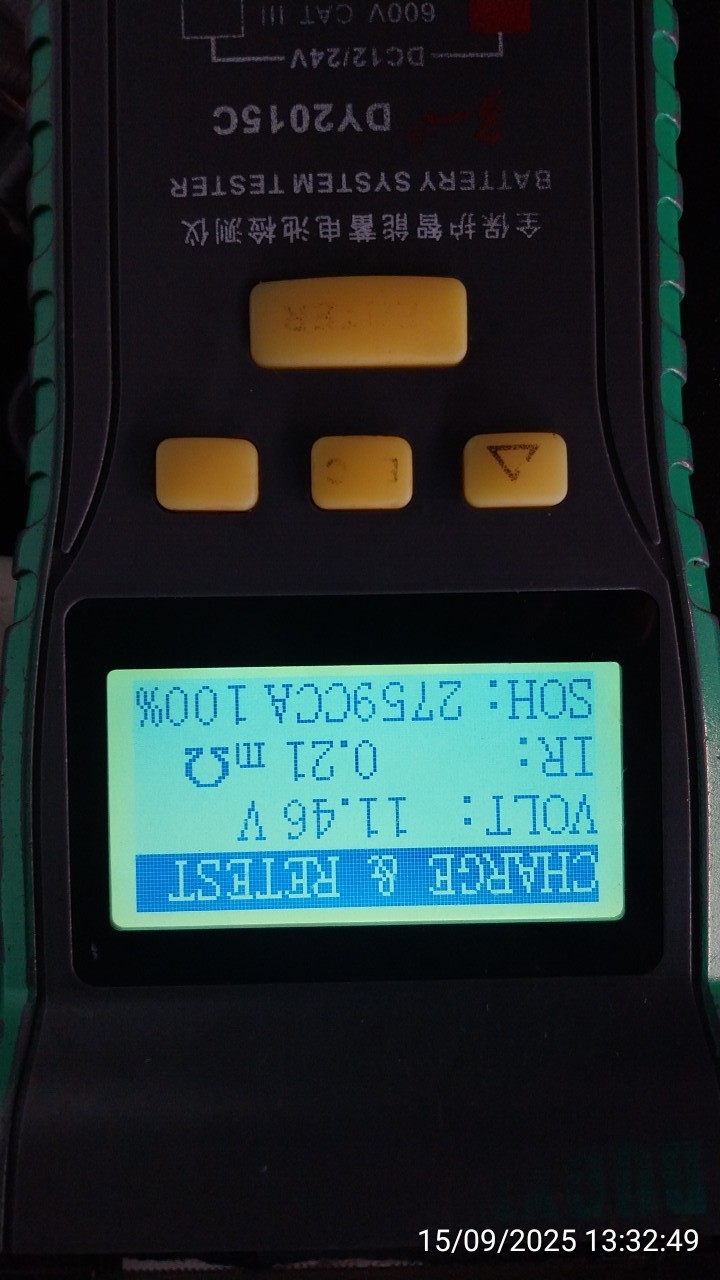 CHARGE & RETEST
VOLT: 11.46 V
IR: 0.21 mΩ
SOH: 2759CCA 100%
全保护智能蓄电池检测仪
BATTERY SYSTEM TESTER
DY2015C
DC12/24V
600V CAT III
15/09/2025 13:32:49